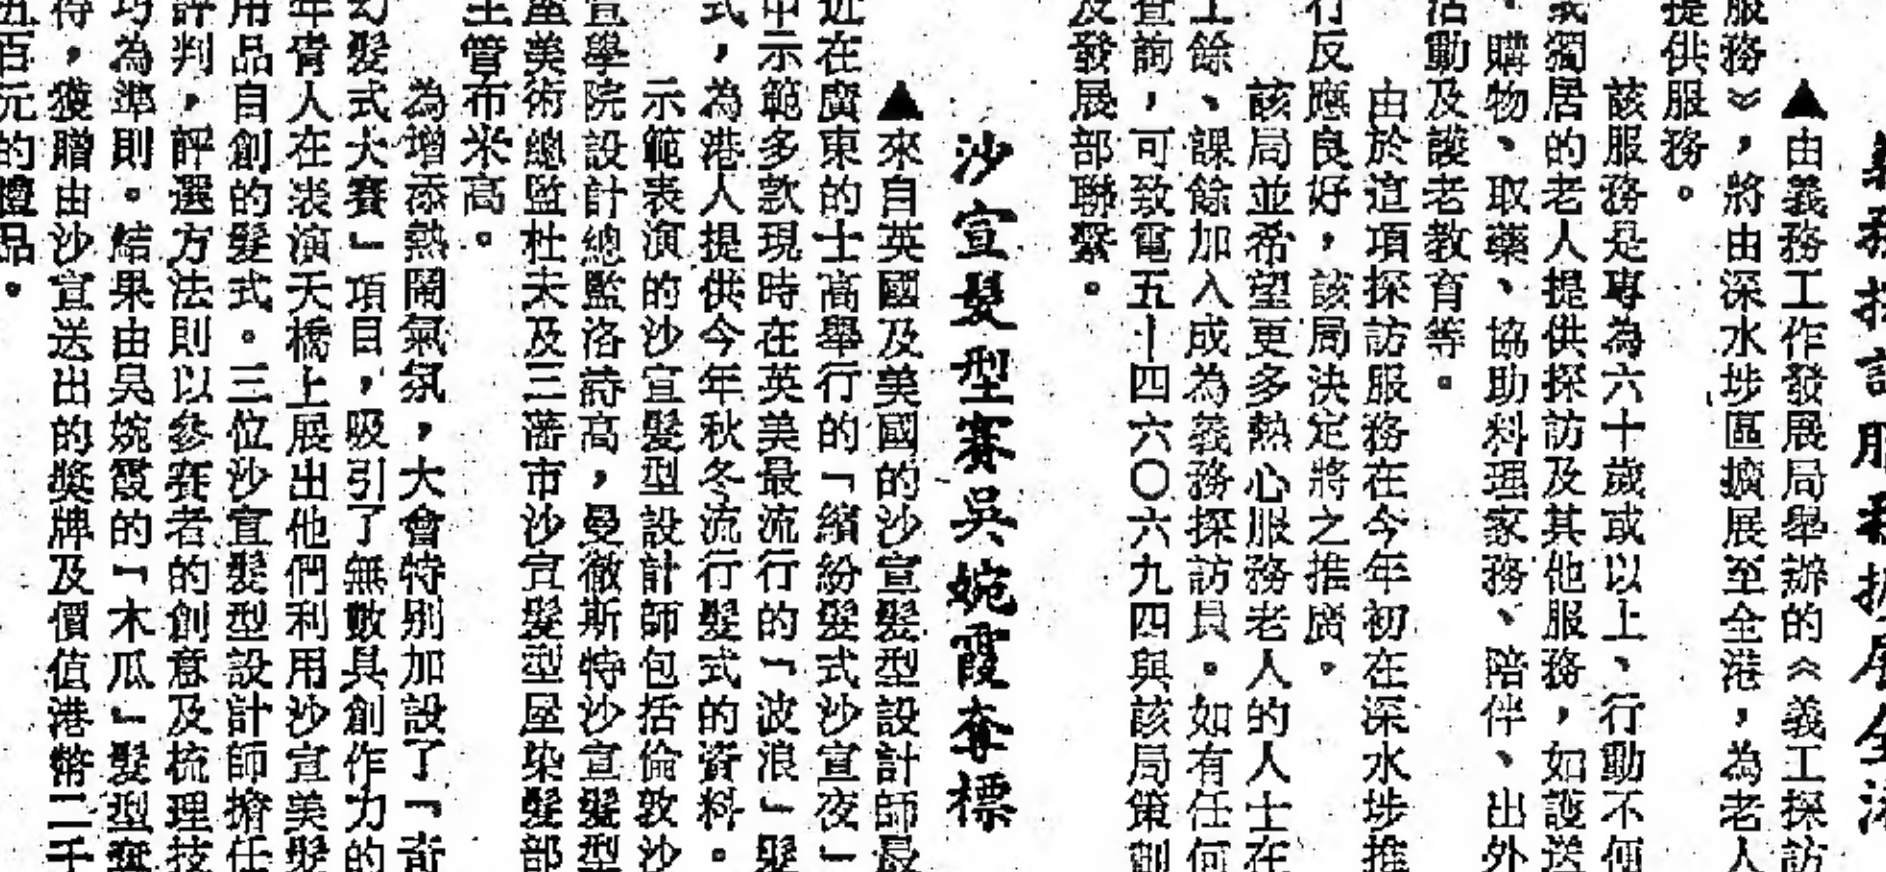 義務探訪服務擴展全港
▲由義務工作發展局舉辦的《義工探訪
服務》，將由深水埗區擴展至全港，為老人
提供服務。
該服務是專為六十歲或以上、行動不便
或獨居的老人提供探訪及其他服務，如護送
、購物、取藥、協助料理家務、陪伴、出外
活動及護老教育等。
由於這項探訪服務在今年初在深水埗推
行反應良好，該局決定將之推廣。
該局並希望更多熱心服務老人的人士在
工餘、課餘加入成為義務探訪員。如有任何
查詢，可致電五－四六〇六九四與該局策劃
及發展部聯繫。
沙宣髮型賽吳婉霞奪標
▲來自英國及美國的沙宣髮型設計師最
近在廣東的士高舉行的「繽紛髮式沙宣夜」
中示範多款現時在英美最流行的「波浪」髮
式，為港人提供今年秋冬流行髮式的資料。
示範表演的沙宣髮型設計師包括倫敦沙
宣學院設計總監洛詩高，曼徹斯特沙宣髮型
屋美術總監杜夫及三藩市沙宣髮型屋染髮部
主管布米高。
為增添熱鬧氣氛，大會特別加設了「奇
幻髮式大賽」項目，吸引了無數具創作力的
年青人在表演天橋上展出他們利用沙宣美髮
用品自創的髮式。三位沙宣髮型設計師擔任
評判，評選方法則以參賽者的創意及梳理技
巧為準則。結果由吳婉霞的「木瓜」髮型奪
得，獲贈由沙宣送出的獎牌及價值港幣二千
五百元的禮品。